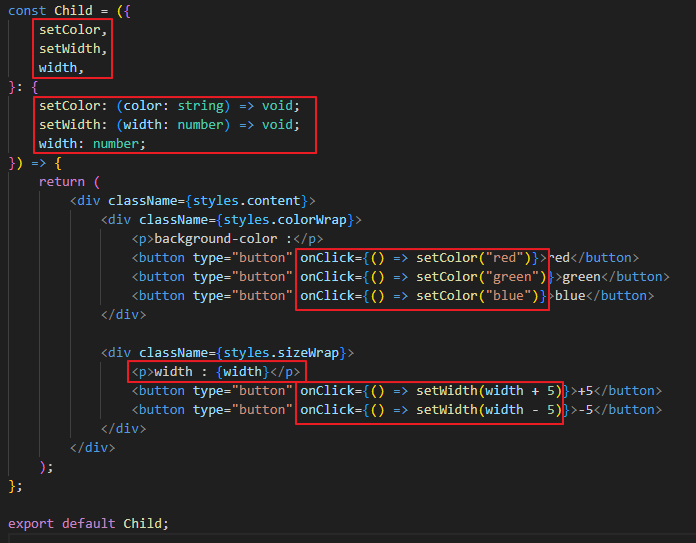 const Child = ({
    setColor,
    setWidth,
    width,
}: {
    setColor: (color: string) => void;
    setWidth: (width: number) => void;
    width: number;
}) => {
    return (
        <div className={styles.content}>
            <div className={styles.colorWrap}>
                <p>background-color :</p>
                <button type="button" onClick={() => setColor("red")}>red</button>
                <button type="button" onClick={() => setColor("green")}>green</button>
                <button type="button" onClick={() => setColor("blue")}>blue</button>
            </div>

            <div className={styles.sizeWrap}>
                <p>width : {width}</p>
                <button type="button" onClick={() => setWidth(width + 5)}>+5</button>
                <button type="button" onClick={() => setWidth(width - 5)}>-5</button>
            </div>
        </div>
    );
};

export default Child;